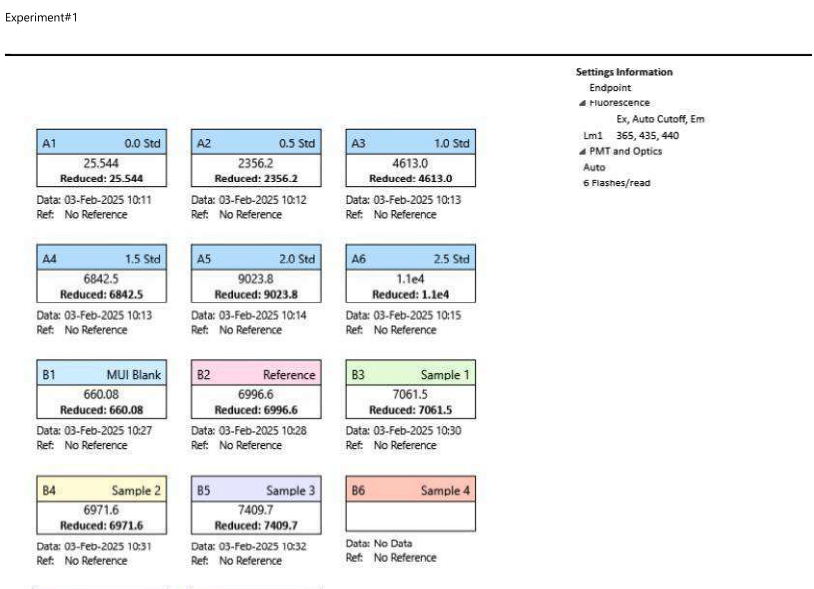 Experiment#1
Settings Information
Endpoint
Fluorescence
Ex, Auto Cutoff, Em
Lm1 365, 435, 440
PMT and Optics
Auto
6 Flashes/read
A1 0.0 Std
25.544
Reduced: 25.544
Data: 03-Feb-2025 10:11
Ref: No Reference
A2 0.5 Std
2356.2
Reduced: 2356.2
Data: 03-Feb-2025 10:12
Ref: No Reference
A3 1.0 Std
4613.0
Reduced: 4613.0
Data: 03-Feb-2025 10:13
Ref: No Reference
A4 1.5 Std
6842.5
Reduced: 6842.5
Data: 03-Feb-2025 10:13
Ref: No Reference
A5 2.0 Std
9023.8
Reduced: 9023.8
Data: 03-Feb-2025 10:14
Ref: No Reference
A6 2.5 Std
1.1e4
Reduced: 1.1e4
Data: 03-Feb-2025 10:15
Ref: No Reference
B1 MUI Blank
660.08
Reduced: 660.08
Data: 03-Feb-2025 10:27
Ref: No Reference
B2 Reference
6996.6
Reduced: 6996.6
Data: 03-Feb-2025 10:28
Ref: No Reference
B3 Sample 1
7061.5
Reduced: 7061.5
Data: 03-Feb-2025 10:30
Ref: No Reference
B4 Sample 2
6971.6
Reduced: 6971.6
Data: 03-Feb-2025 10:31
Ref: No Reference
B5 Sample 3
7409.7
Reduced: 7409.7
Data: 03-Feb-2025 10:32
Ref: No Reference
B6 Sample 4
Data: No Data
Ref: No Reference